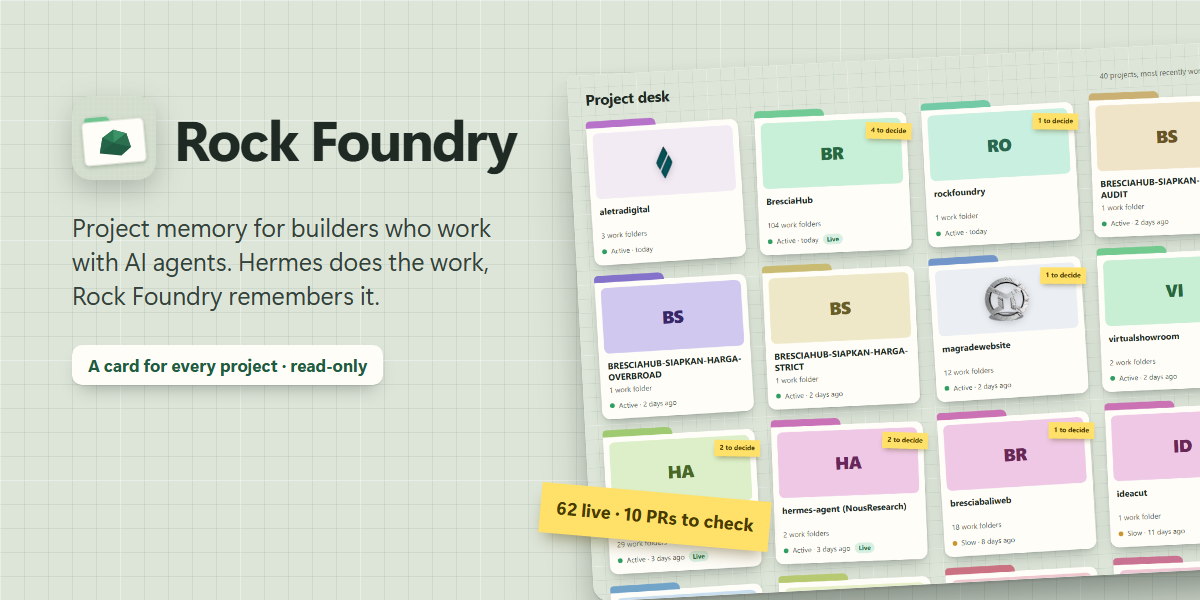 Rock Foundry
Project memory for builders who work
with AI agents. Hermes does the work,
Rock Foundry remembers it.
A card for every project · read-only
Project desk
40 projects, most recently wor
aletradigital
3 work folders
Active · today
4 to decide
BR
BresciaHub
104 work folders
Active · today
Live
1 to decide
RO
rockfoundry
1 work folder
Active · today
BS
BRESCIAHUB-SIAPKAN-
AUDIT
1 work folder
Active · 2 days ago
BS
BRESCIAHUB-SIAPKAN-HARGA-
OVERBROAD
1 work folder
Active · 2 days ago
BS
BRESCIAHUB-SIAPKAN-HARGA-
STRICT
1 work folder
Active · 2 days ago
1 to decide
magradewebsite
12 work folders
Active · 2 days ago
VI
virtualshowroom
2 work folders
Active · 2 days ago
2 to decide
HA
62 live · 10 PRs to check
29 work folders
Active · 3 days ago
Live
2 to decide
HA
hermes-agent (NousResearch)
2 work folders
Active · 3 days ago
Live
1 to decide
BR
bresciabaliweb
18 work folders
Slow · 8 days ago
ID
ideacut
1 work folder
Slow · 11 days ago